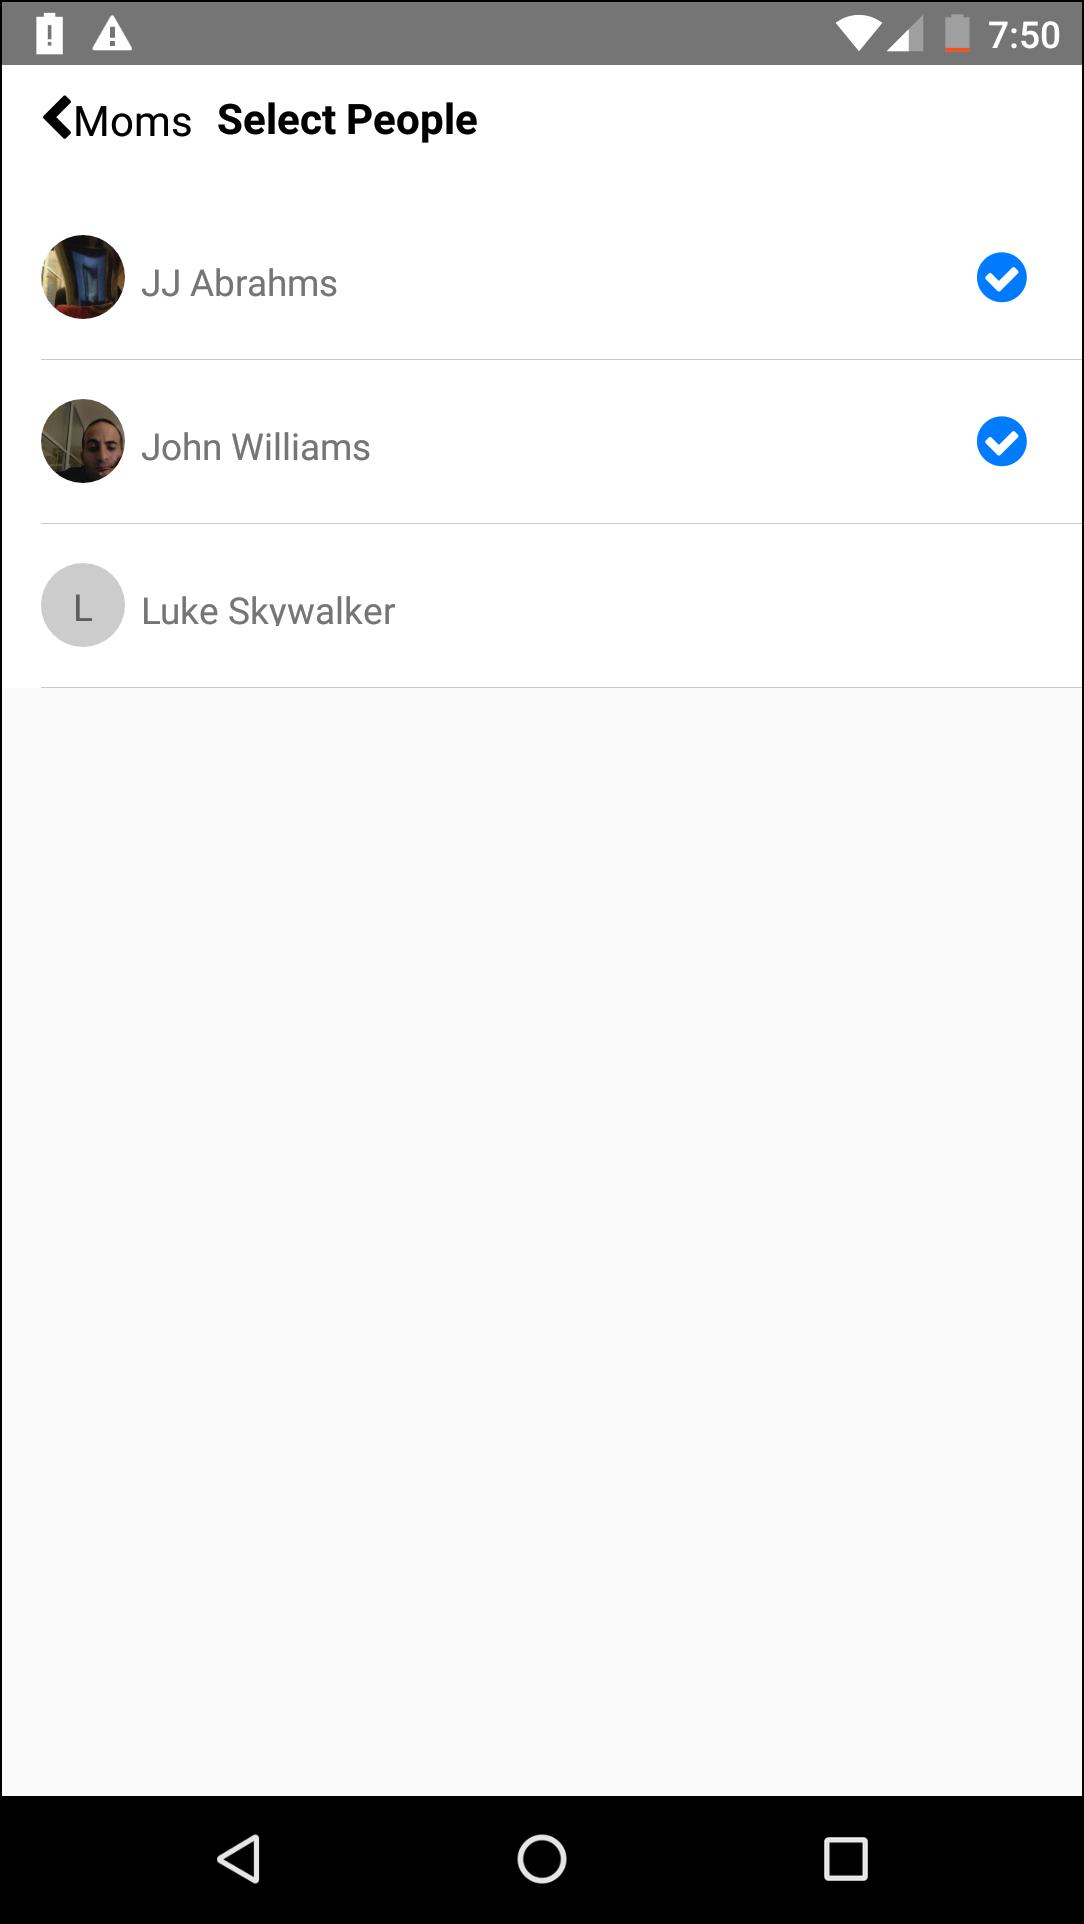 7:50
Moms Select People
JJ Abrahms
John Williams
L Luke Skywalker